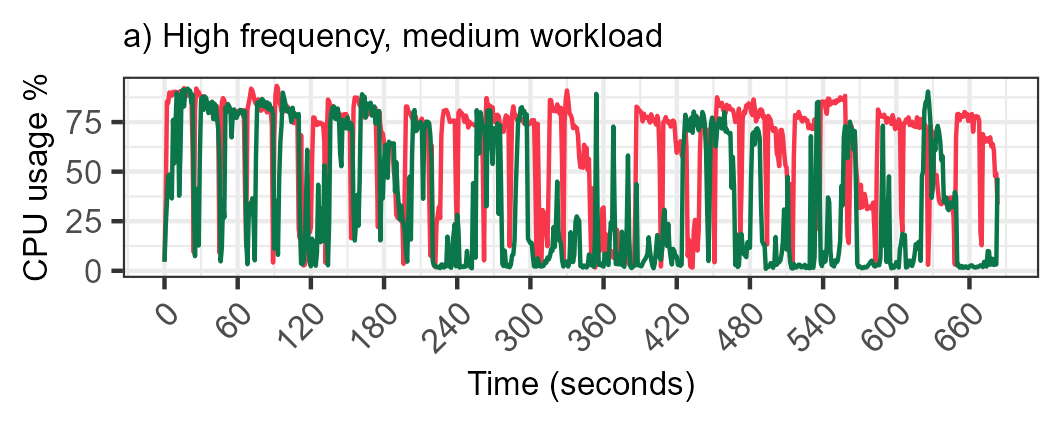 a) High frequency, medium workload
CPU usage %
75
50
25
0
0 60 120 180 240 300 360 420 480 540 600 660
Time (seconds)